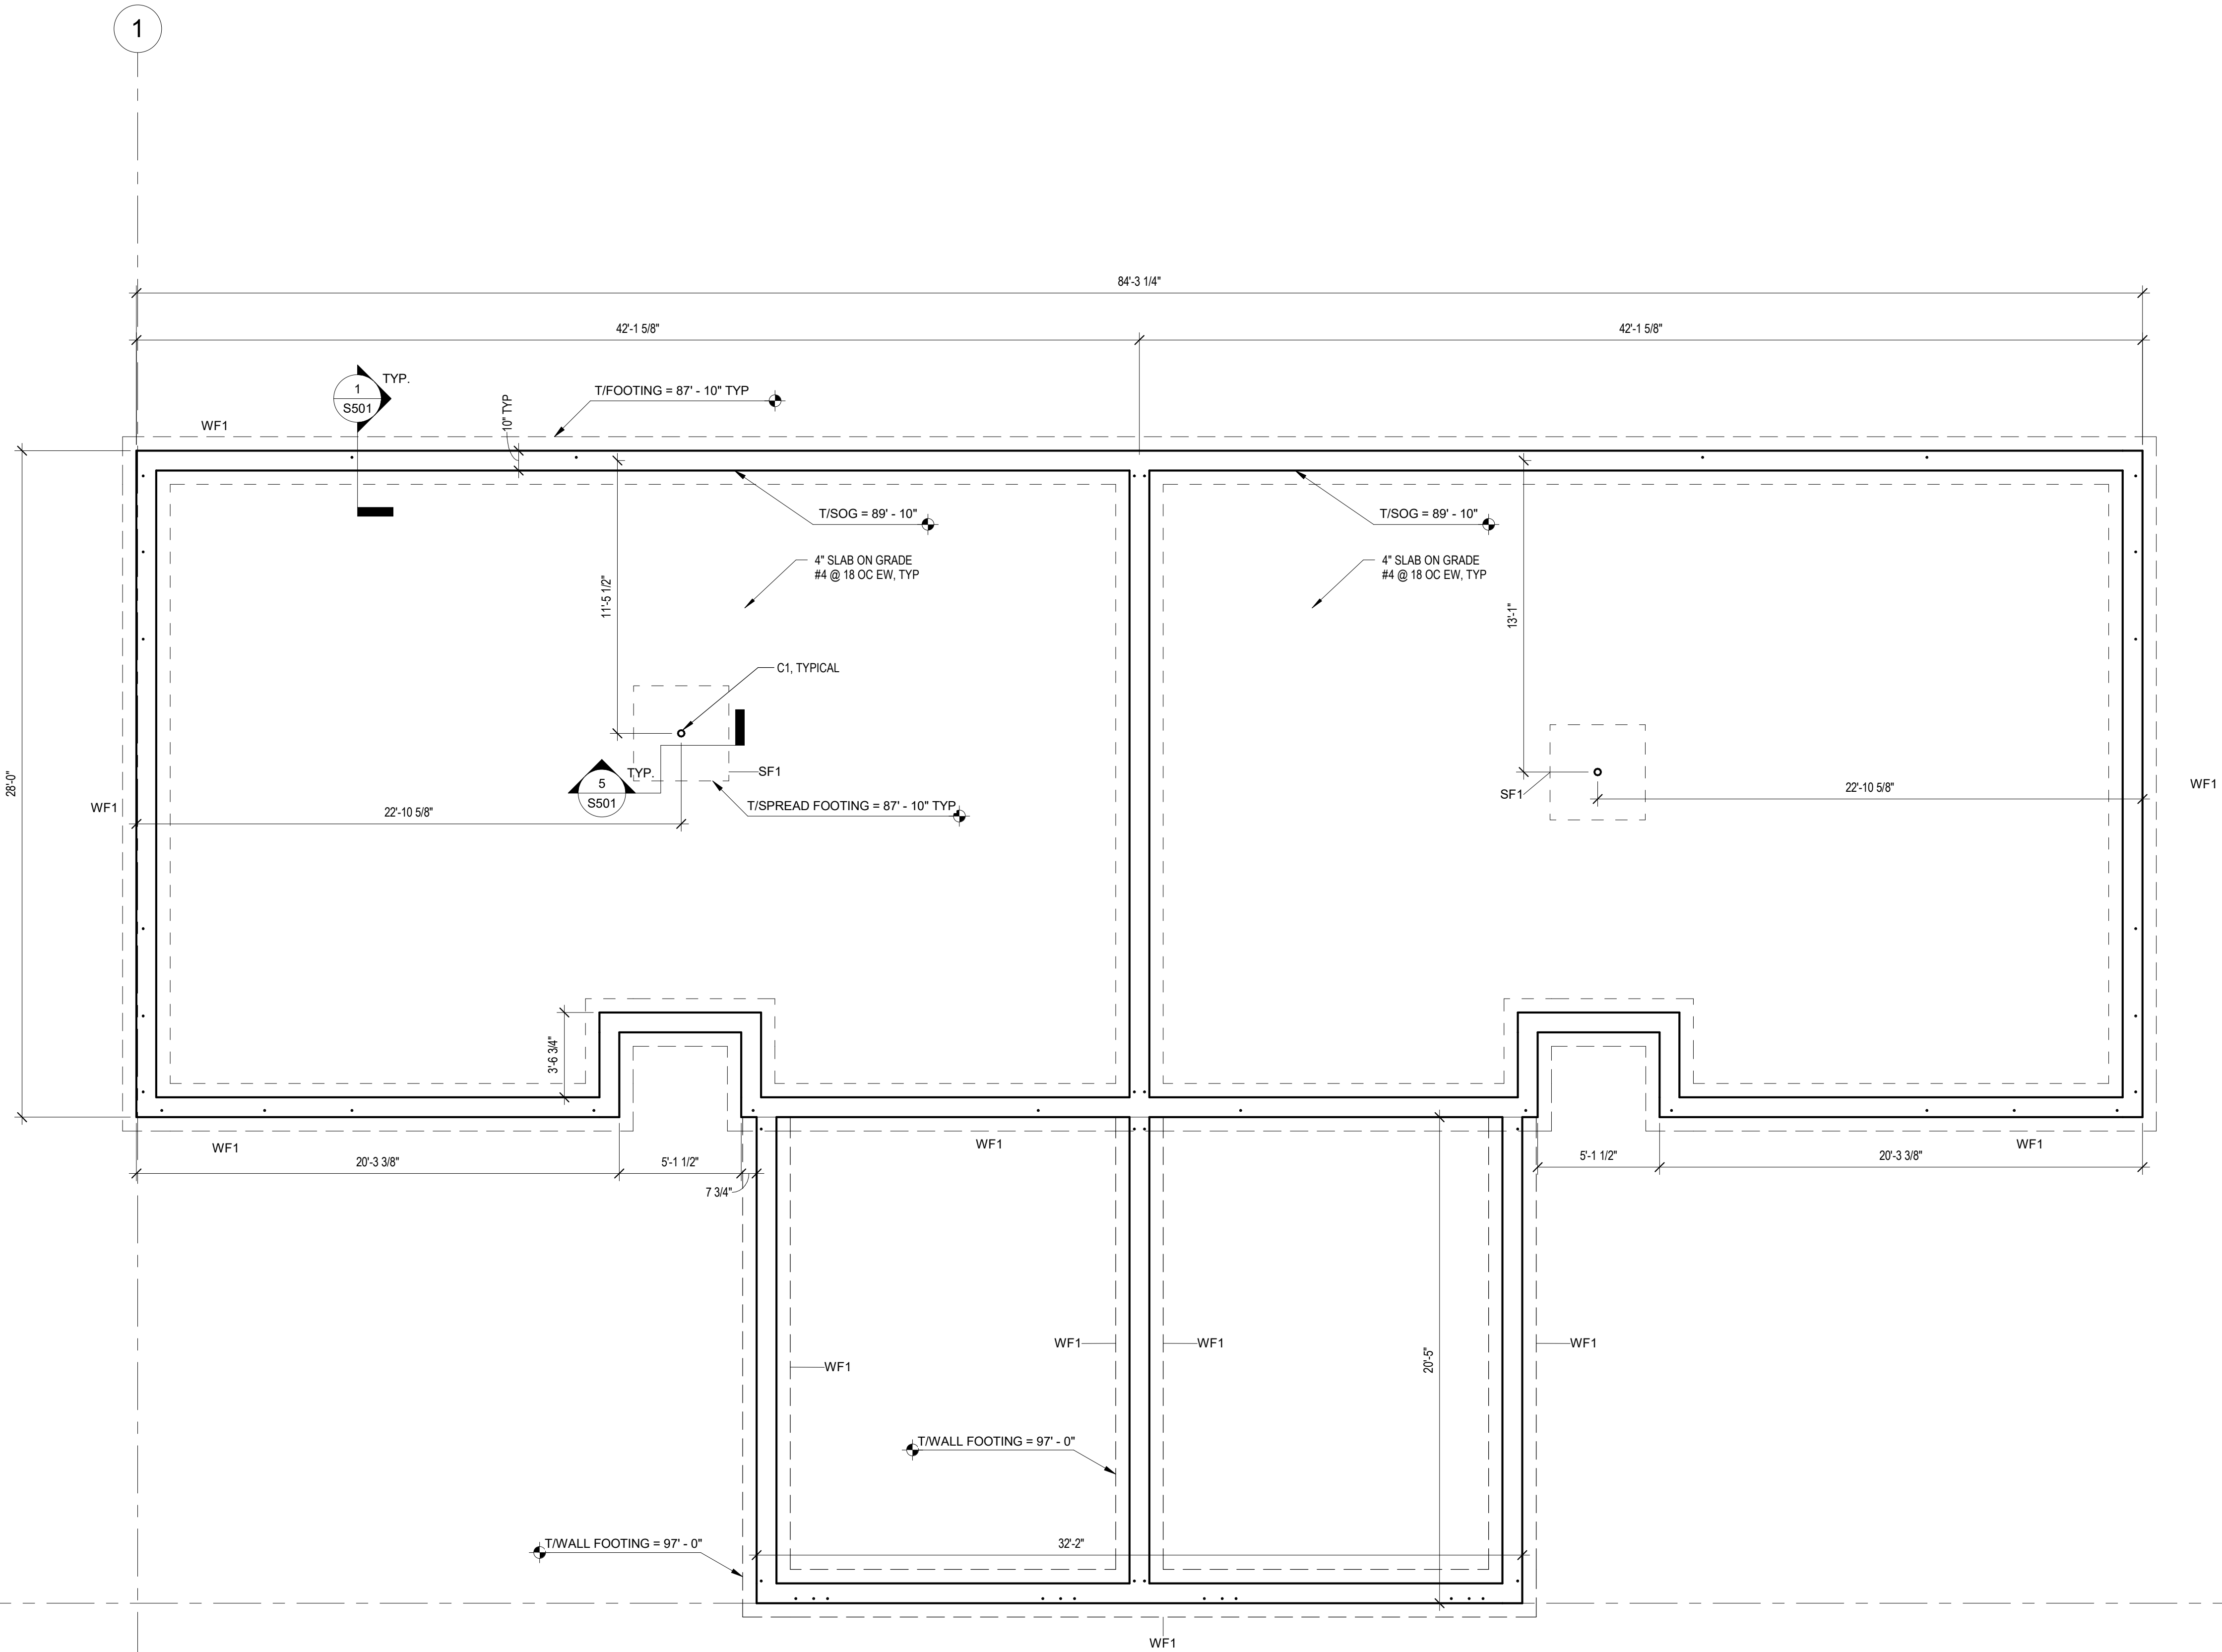 1
84'-3 1/4"
42'-1 5/8"
42'-1 5/8"
1
S501
TYP.
T/FOOTING = 87' - 10" TYP
10" TYP
WF1
T/SOG = 89' - 10"
T/SOG = 89' - 10"
4" SLAB ON GRADE
#4 @ 18 OC EW, TYP
4" SLAB ON GRADE
#4 @ 18 OC EW, TYP
11'-5 1/2"
13'-1"
C1, TYPICAL
28'-0"
WF1
5
S501
TYP.
SF1
T/SPREAD FOOTING = 87' - 10" TYP
22'-10 5/8"
SF1
22'-10 5/8"
WF1
3'-6 3/4"
WF1
WF1
WF1
20'-3 3/8"
5'-1 1/2"
7 3/4"
5'-1 1/2"
20'-3 3/8"
WF1
WF1
WF1
WF1
20'-5"
T/WALL FOOTING = 97' - 0"
T/WALL FOOTING = 97' - 0"
32'-2"
WF1